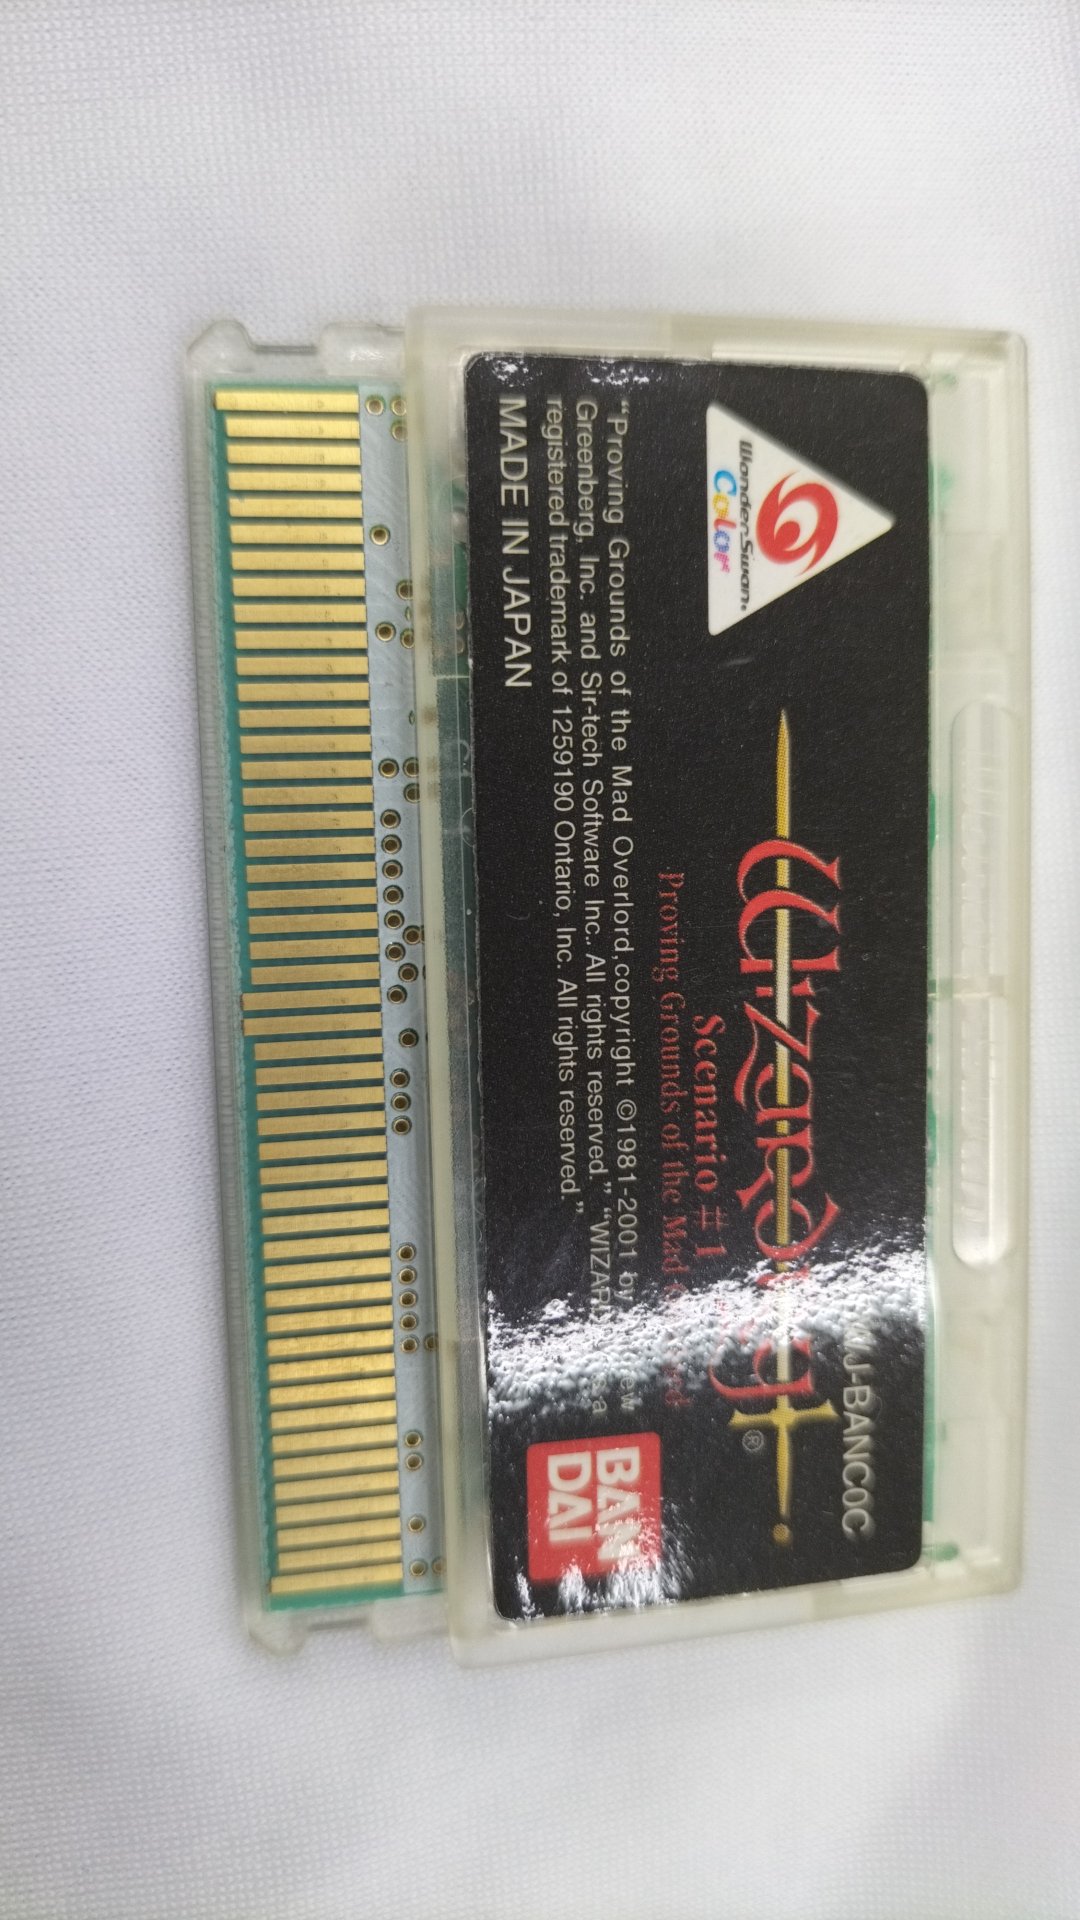 WonderSwan.
Color
WJ-BANC0C
Wizardry®
Scenario #1
Proving Grounds of the Mad
"Proving Grounds of the Mad Overlord, copyright ©1981-2001 by
Greenberg, Inc. and Sir-tech Software Inc.. All rights reserved." "WIZAR
registered trademark of 1259190 Ontario, Inc. All rights reserved."
MADE IN JAPAN
BAN
DAI